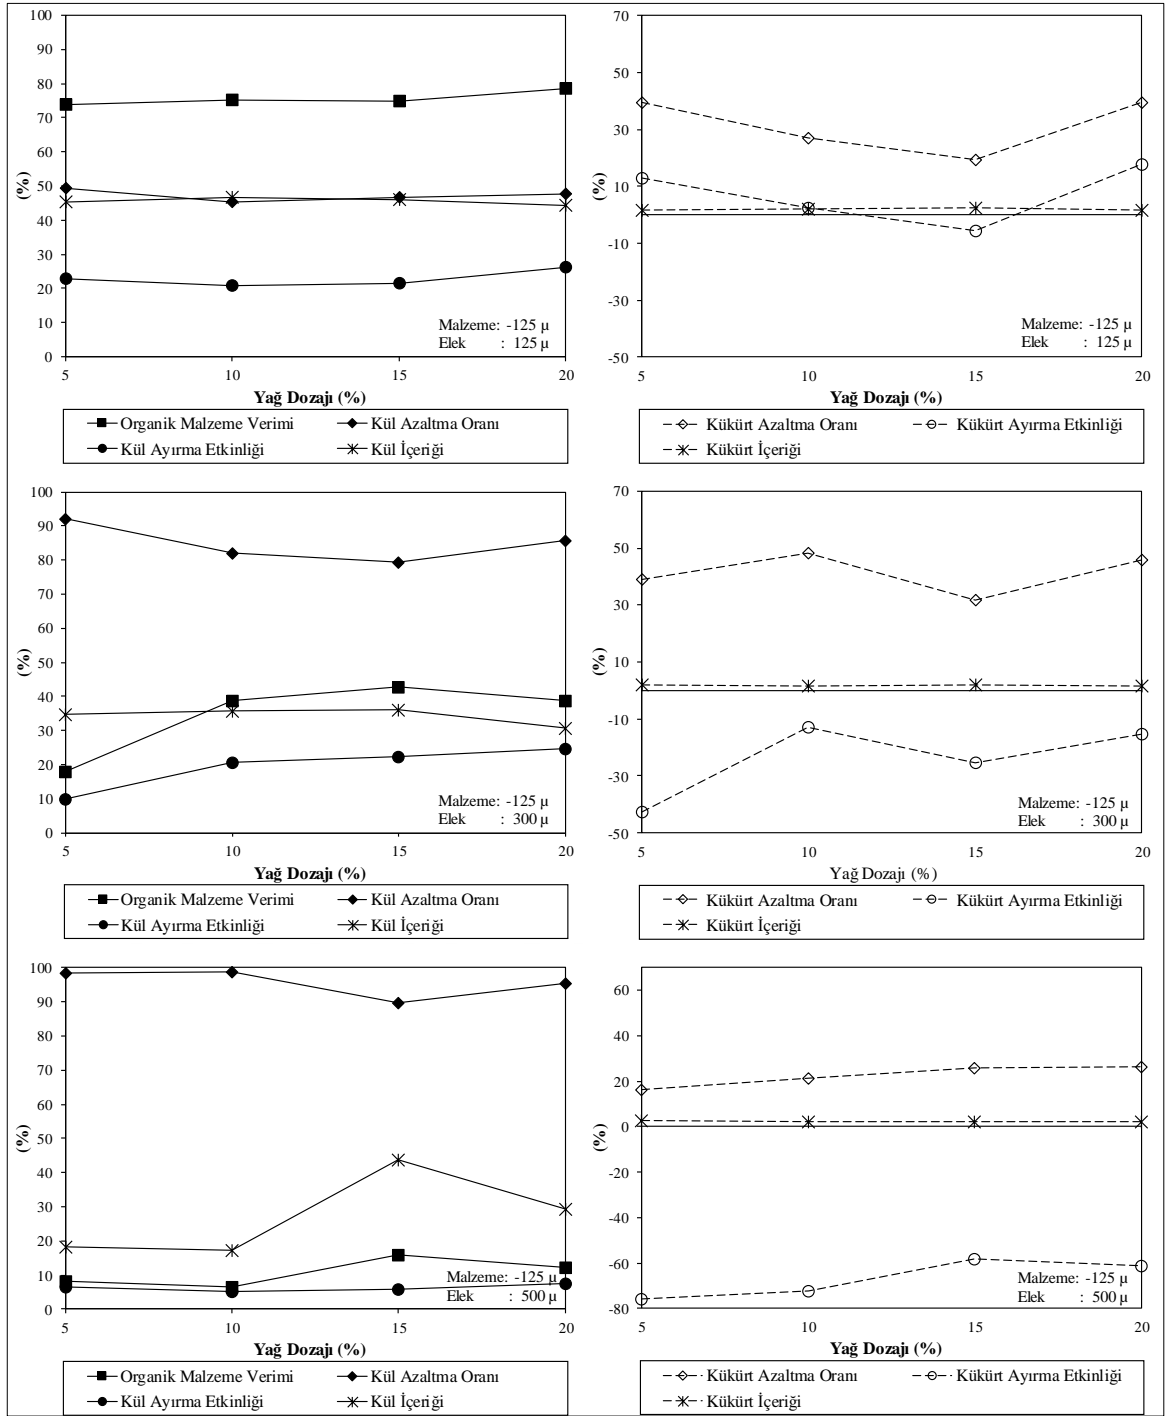 100
90
80
70
60
50
40
30
20
10
0
(%)
5 10 15 20
Malzeme: -125 µ
Elek : 125 µ
Yağ Dozajı (%)
Organik Malzeme Verimi Kül Azaltma Oranı
Kül Ayırma Etkinliği Kül İçeriği
70
50
30
10
-10
-30
-50
(%)
5 10 15 20
Malzeme: -125 µ
Elek : 125 µ
Yağ Dozajı (%)
Kükürt Azaltma Oranı Kükürt Ayırma Etkinliği
Kükürt İçeriği
100
90
80
70
60
50
40
30
20
10
0
(%)
5 10 15 20
Malzeme: -125 µ
Elek : 300 µ
Yağ Dozajı (%)
Organik Malzeme Verimi Kül Azaltma Oranı
Kül Ayırma Etkinliği Kül İçeriği
70
50
30
10
-10
-30
-50
(%)
5 10 15 20
Malzeme: -125 µ
Elek : 300 µ
Yağ Dozajı (%)
Kükürt Azaltma Oranı Kükürt Ayırma Etkinliği
Kükürt İçeriği
100
90
80
70
60
50
40
30
20
10
0
(%)
5 10 15 20
Malzeme: -125 µ
Elek : 500 µ
Yağ Dozajı (%)
Organik Malzeme Verimi Kül Azaltma Oranı
Kül Ayırma Etkinliği Kül İçeriği
60
40
20
0
-20
-40
-60
-80
(%)
5 10 15 20
Malzeme: -125 µ
Elek : 500 µ
Yağ Dozajı (%)
Kükürt Azaltma Oranı Kükürt Ayırma Etkinliği
Kükürt İçeriği